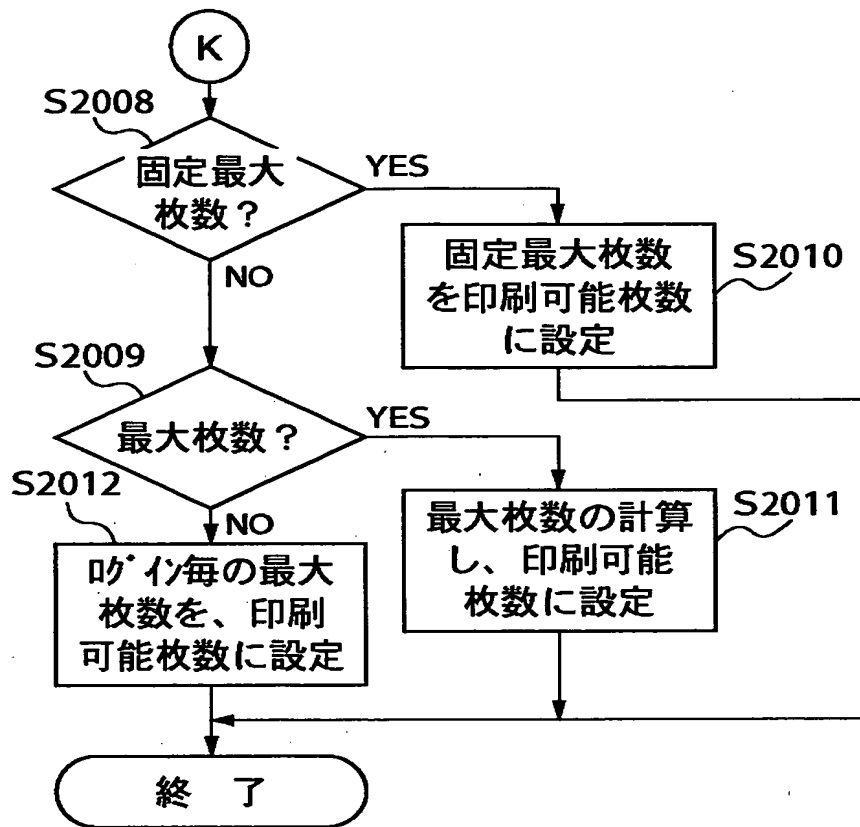 K
S2008
固定最大
枚数？
YES
NO
固定最大枚数
を印刷可能枚数
に設定
S2010
S2009
最大枚数？
YES
NO
最大枚数の計算
し、印刷可能
枚数に設定
S2011
S2012
ﾛｸﾞｲﾝ毎の最大
枚数を、印刷
可能枚数に設定
終 了